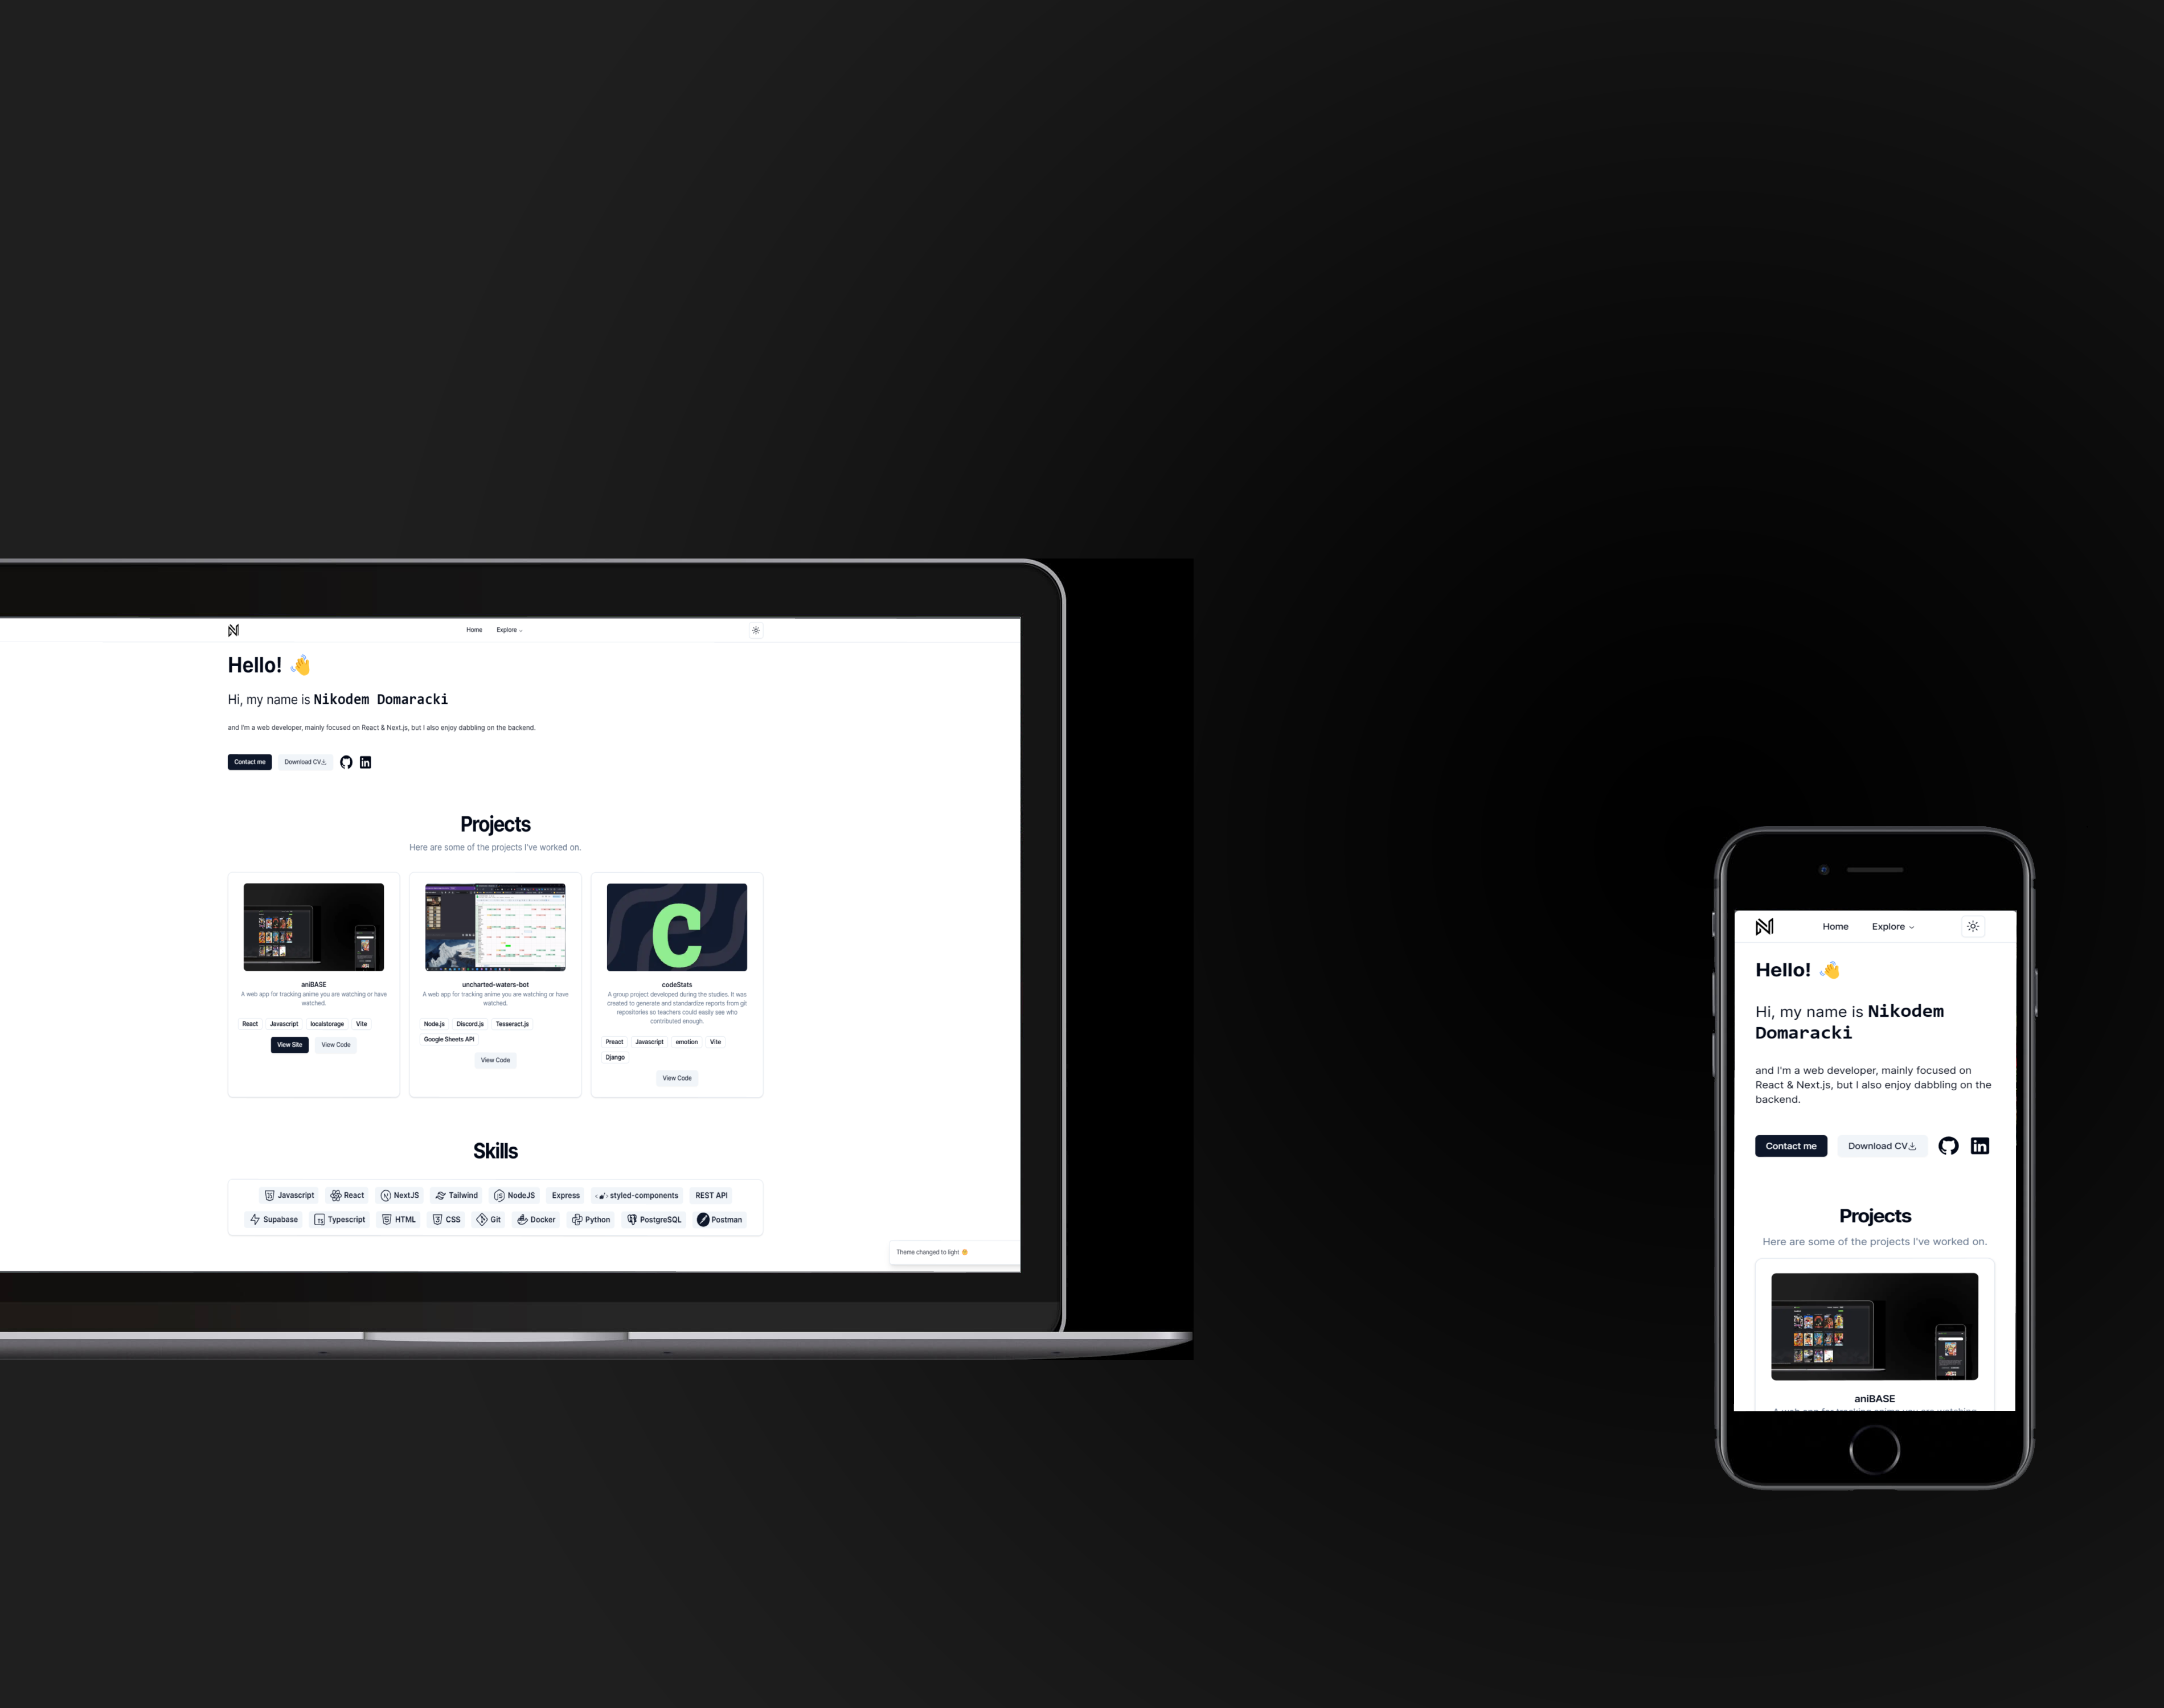 Home Explore
Hello! 👋
Hi, my name is Nikodem Domaracki
and I'm a web developer, mainly focused on React & Next.js, but I also enjoy dabbling on the backend.
Contact me Download CV in
Projects
Here are some of the projects I've worked on.
C
aniBASE
A web app for tracking anime you are watching or have
watched.
React Javascript localstorage Vite
View Site View Code
uncharted-waters-bot
A web app for tracking anime you are watching or have
watched.
Node.js Discord.js Tesseract.js
Google Sheets API
View Code
codeStats
A group project developed during the studies. It was
created to generate and standardize reports from git
repositories so teachers could easily see who
contributed enough.
Preact Javascript emotion Vite
Django
View Code
Skills
Javascript React NextJS Tailwind NodeJS Express styled-components REST API
Supabase Typescript HTML CSS Git Docker Python PostgreSQL Postman
Theme changed to light
Home Explore
Hello! 👋
Hi, my name is Nikodem
Domaracki
and I'm a web developer, mainly focused on
React & Next.js, but I also enjoy dabbling on the
backend.
Contact me Download CV in
Projects
Here are some of the projects I've worked on.
aniBASE